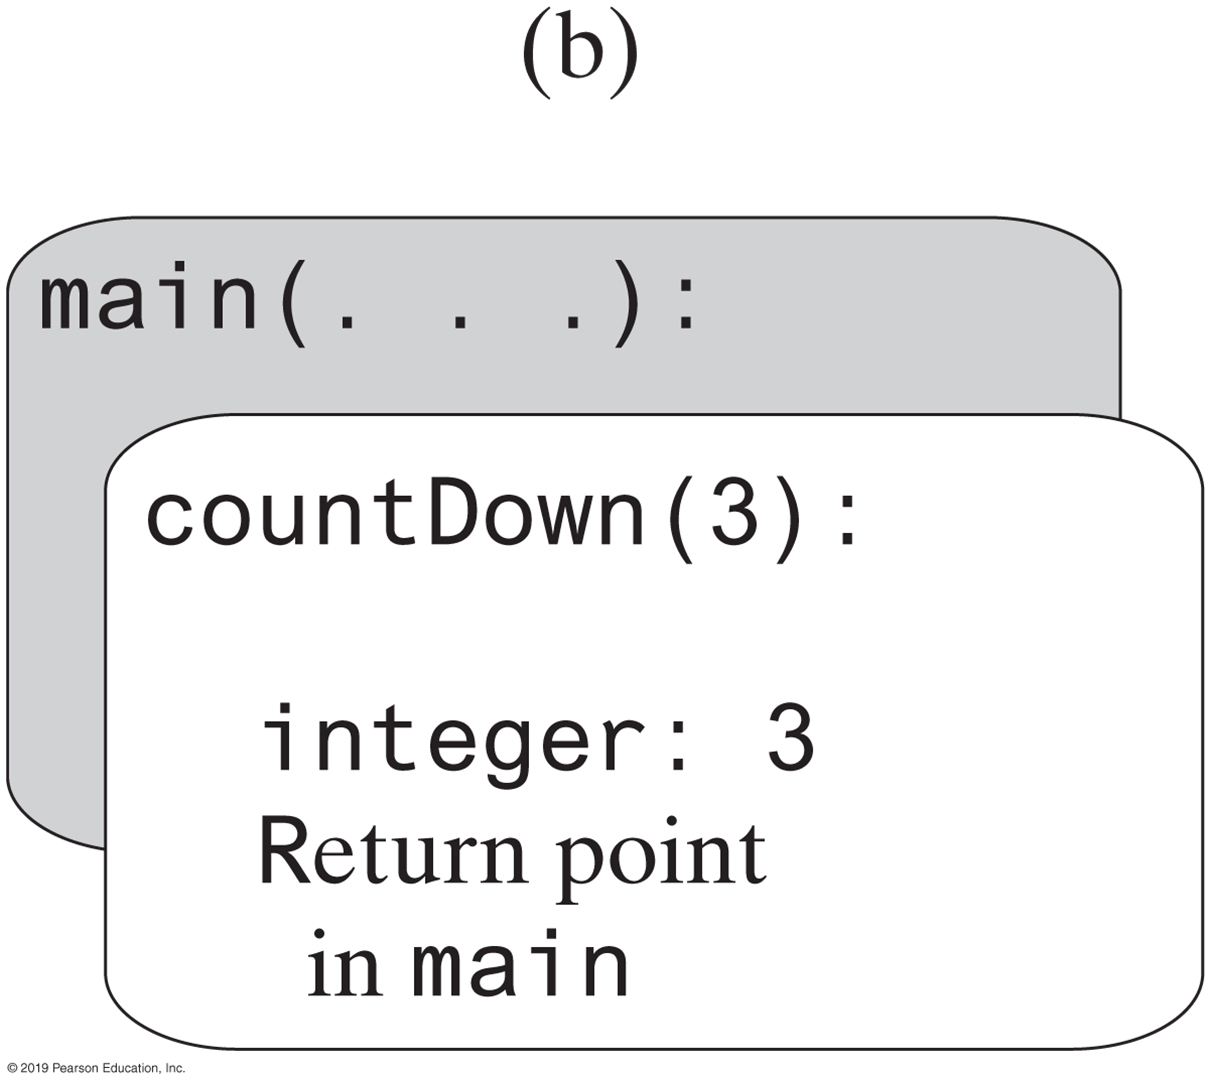 (b)
main(. . .):
countDown(3):
integer: 3
Return point
in main
© 2019 Pearson Education, Inc.